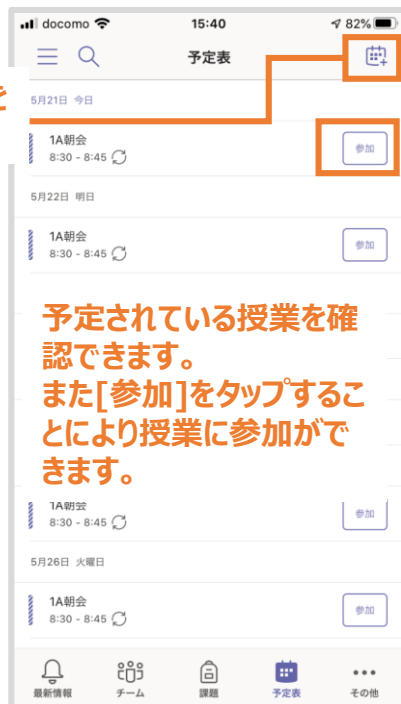 docomo 15:40 82%
予定表
を
5月21日 今日
1A朝会
8:30 - 8:45
参加
5月22日 明日
1A朝会
8:30 - 8:45
参加
予定されている授業を確
認できます。
また[参加]をタップするこ
とにより授業に参加がで
きます。
1A朝会
8:30 - 8:45
参加
5月26日 火曜日
1A朝会
8:30 - 8:45
参加
最新情報 チーム 課題 予定表 その他